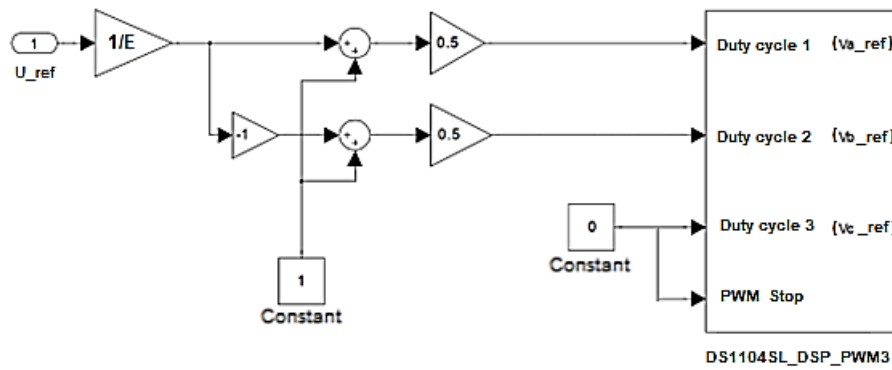 1
U_ref
1/E
+
+
0.5
Duty cycle 1 {Va_ref}
-1
+
+
0.5
Duty cycle 2 {Vb_ref}
0
Constant
Duty cycle 3 {Vc_ref}
1
Constant
PWM Stop
DS1104SL_DSP_PWM3